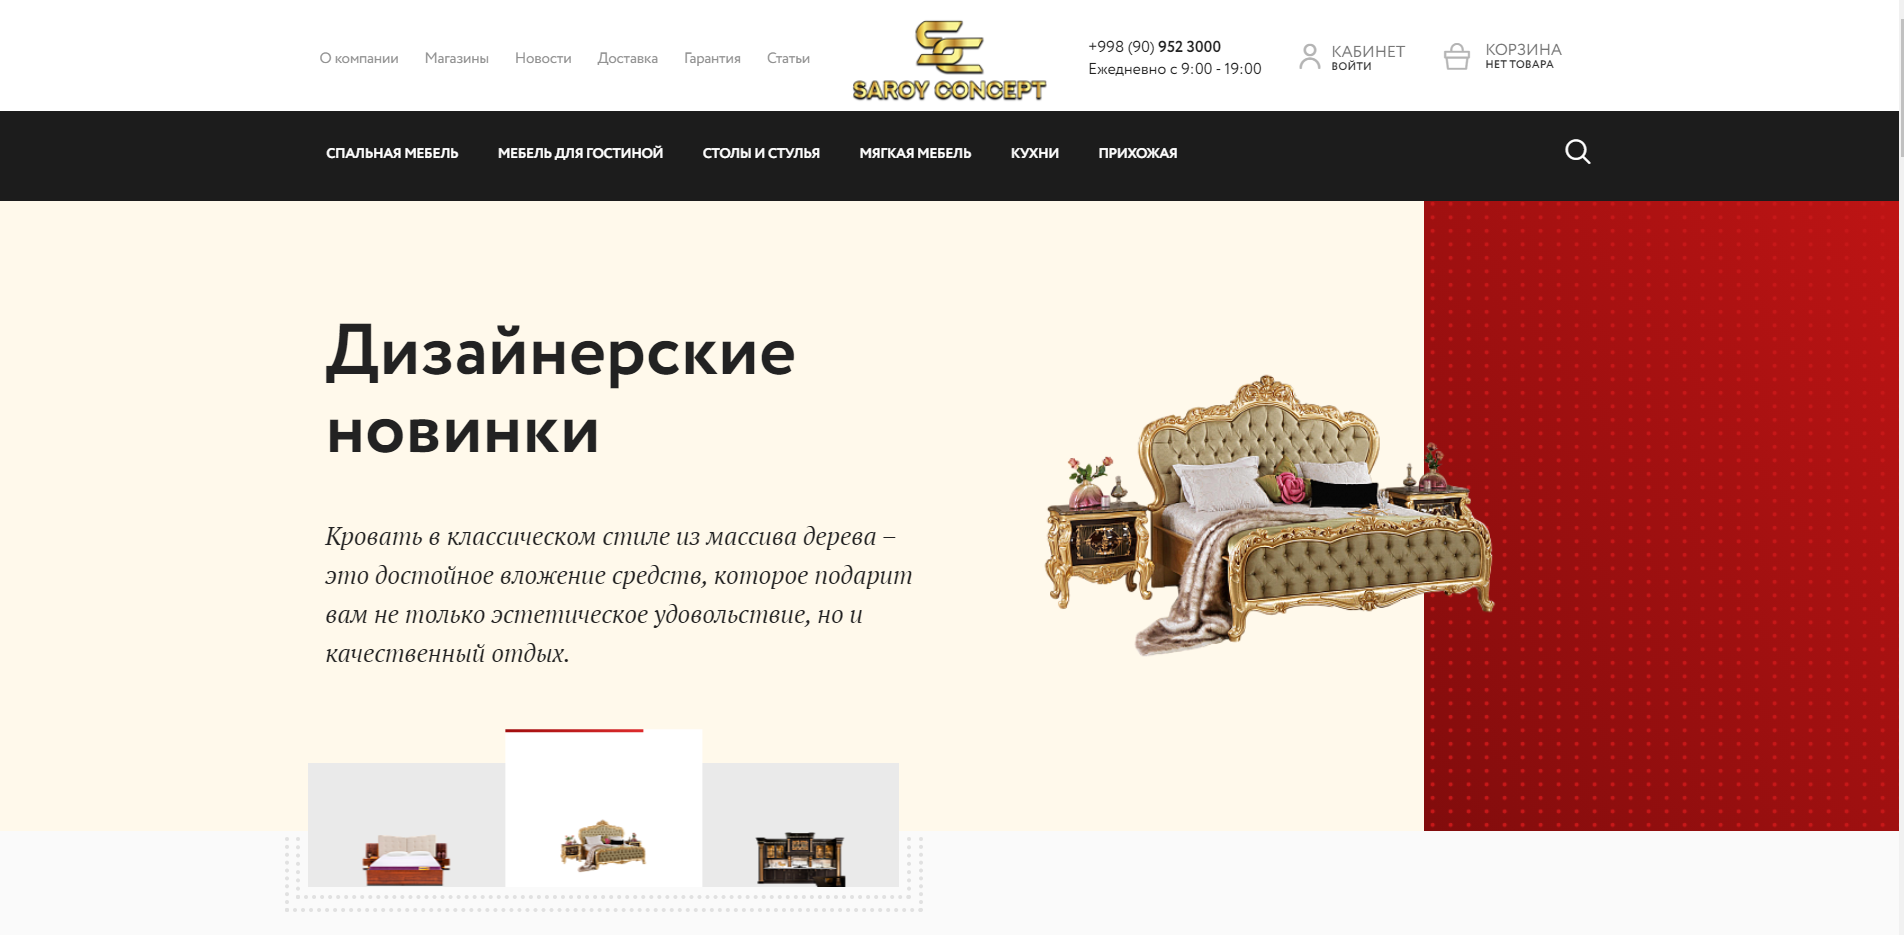 О компании Магазины Новости Доставка Гарантия Статьи
SAROY CONCEPT
+998 (90) 952 3000
Ежедневно с 9:00 - 19:00
КАБИНЕТ
ВОЙТИ
КОРЗИНА
НЕТ ТОВАРА
СПАЛЬНАЯ МЕБЕЛЬ МЕБЕЛЬ ДЛЯ ГОСТИНОЙ СТОЛЫ И СТУЛЬЯ МЯГКАЯ МЕБЕЛЬ КУХНИ ПРИХОЖАЯ
Дизайнерские
новинки
Кровать в классическом стиле из массива дерева –
это достойное вложение средств, которое подарит
вам не только эстетическое удовольствие, но и
качественный отдых.